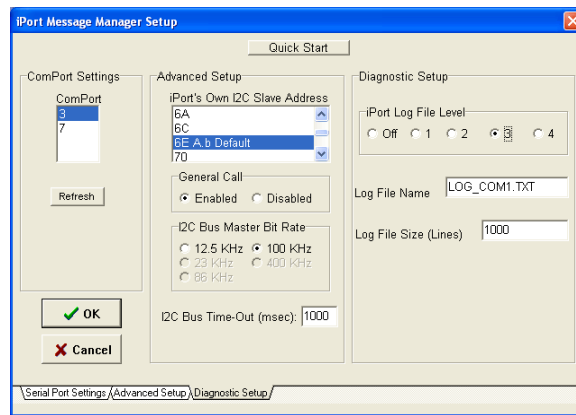 iPort Message Manager Setup
Quick Start
ComPort Settings
ComPort
3
7
Refresh
OK
Cancel
Advanced Setup
iPort's Own I2C Slave Address
6A
6C
6E A.b Default
70
General Call
Enabled Disabled
I2C Bus Master Bit Rate
12.5 KHz 100 KHz
23 KHz 400 KHz
86 KHz
I2C Bus Time-Out (msec): 1000
Diagnostic Setup
iPort Log File Level
Off 1 2 3 4
Log File Name LOG_COM1.TXT
Log File Size (Lines) 1000
Serial Port Settings Advanced Setup Diagnostic Setup